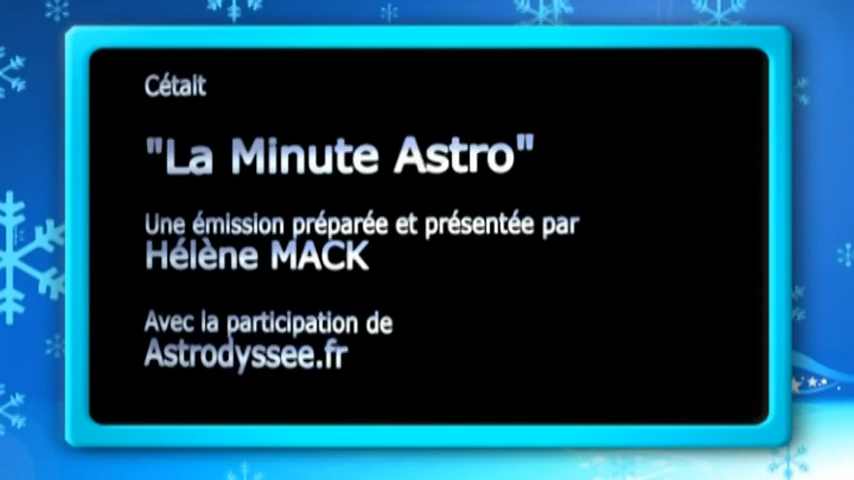 Cétait
"La Minute Astro"
Une émission préparée et présentée par
Hélène MACK
Avec la participation de
Astrodyssee.fr